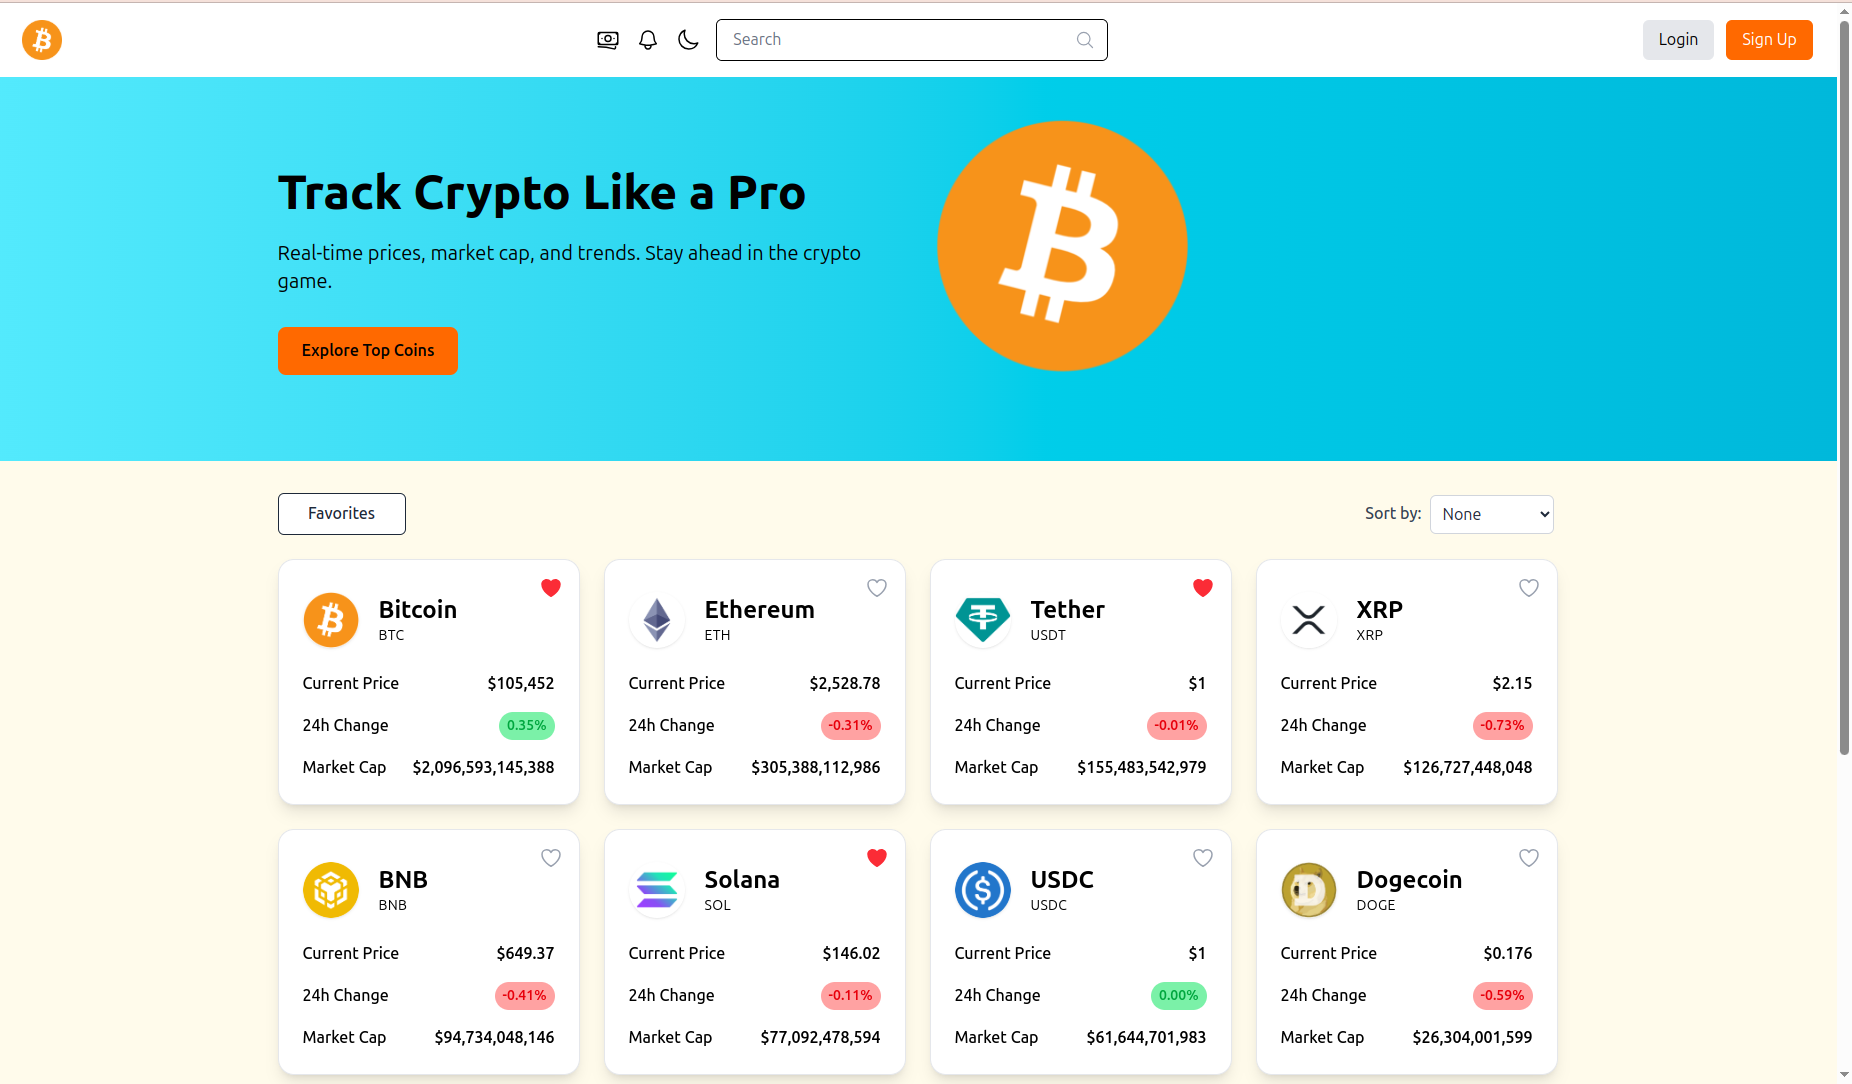 Search
Login
Sign Up
Track Crypto Like a Pro
Real-time prices, market cap, and trends. Stay ahead in the crypto
game.
Explore Top Coins
Favorites
Sort by:
None
Bitcoin
BTC
Current Price $105,452
24h Change 0.35%
Market Cap $2,096,593,145,388
Ethereum
ETH
Current Price $2,528.78
24h Change -0.31%
Market Cap $305,388,112,986
Tether
USDT
Current Price $1
24h Change -0.01%
Market Cap $155,483,542,979
XRP
XRP
Current Price $2.15
24h Change -0.73%
Market Cap $126,727,448,048
BNB
BNB
Current Price $649.37
24h Change -0.41%
Market Cap $94,734,048,146
Solana
SOL
Current Price $146.02
24h Change -0.11%
Market Cap $77,092,478,594
USDC
USDC
Current Price $1
24h Change 0.00%
Market Cap $61,644,701,983
Dogecoin
DOGE
Current Price $0.176
24h Change -0.59%
Market Cap $26,304,001,599